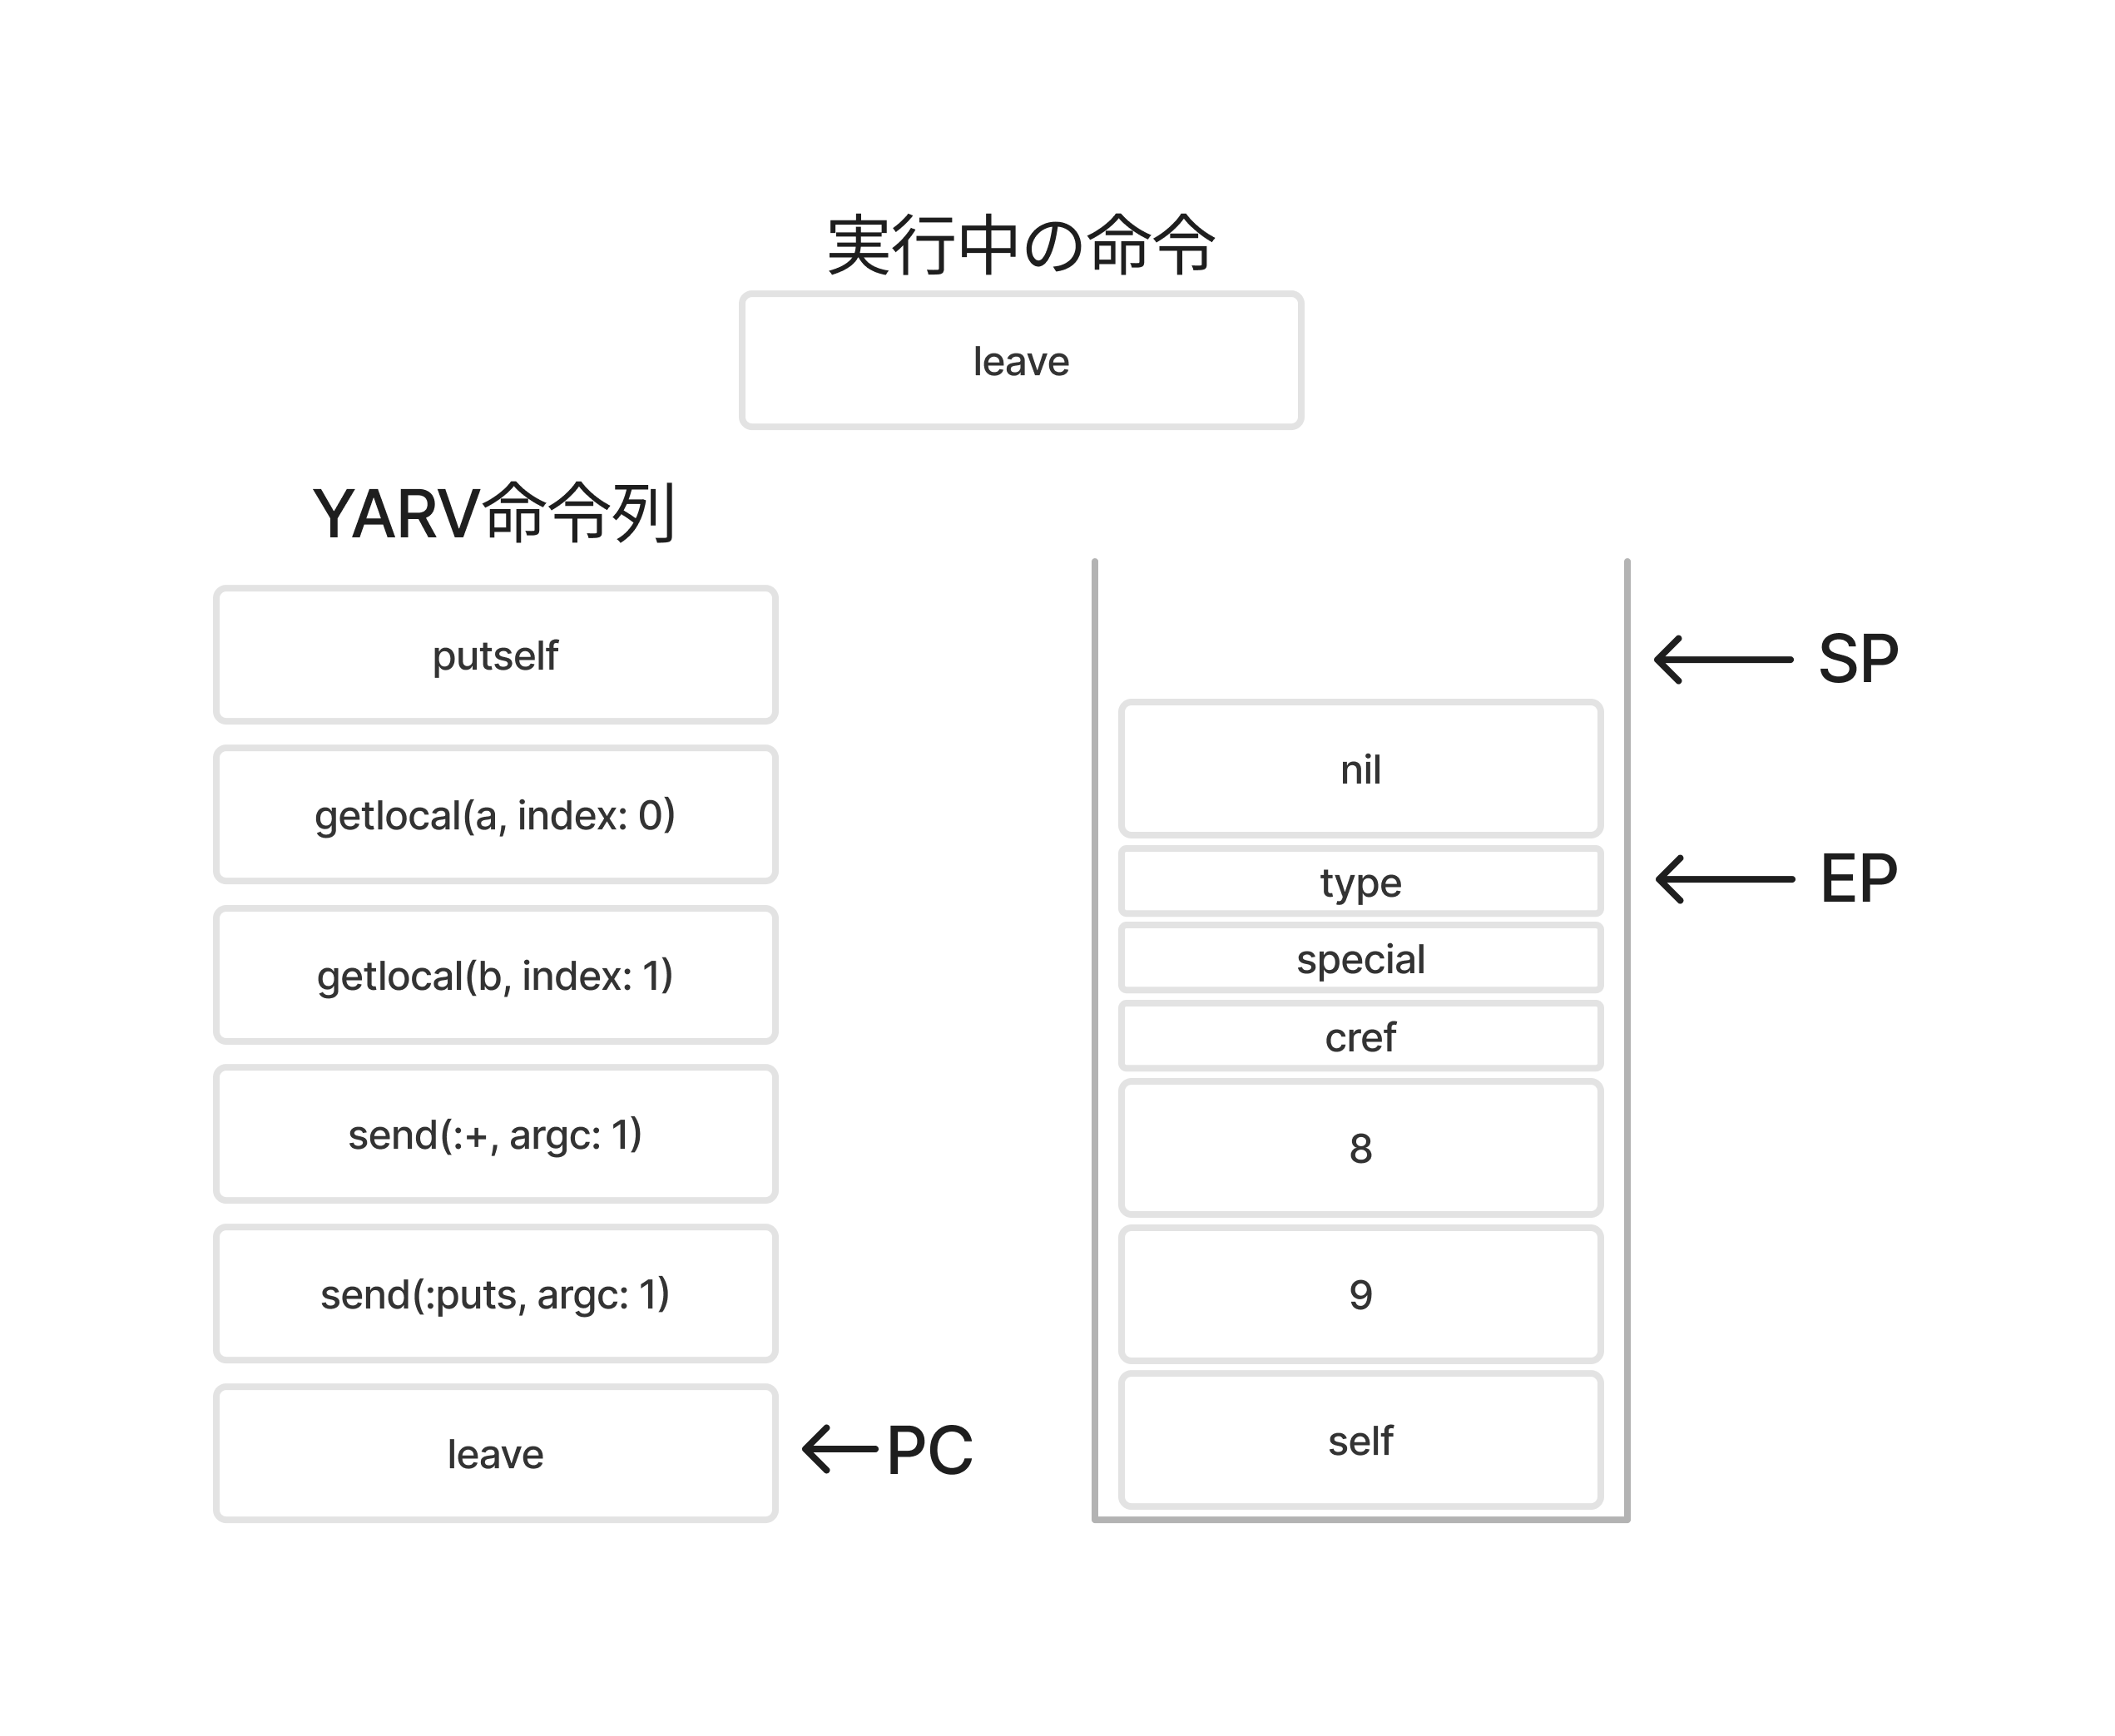 実行中の命令
leave
YARV命令列
putself
getlocal(a, index: 0)
getlocal(b, index: 1)
send(:+, argc: 1)
send(:puts, argc: 1)
leave
PC
nil
type
special
cref
8
9
self
SP
EP